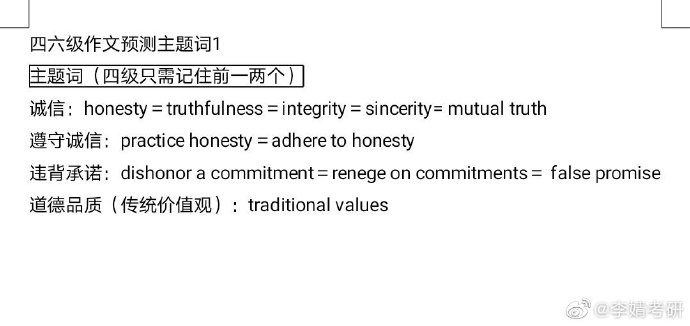 四六级作文预测主题词1
主题词（四级只需记住前一两个）
诚信：honesty＝truthfulness＝integrity＝sincerity= mutual truth
遵守诚信：practice honesty＝adhere to honesty
违背承诺：dishonor a commitment＝renege on commitments＝ false promise
道德品质（传统价值观）：traditional values
@李婧考研